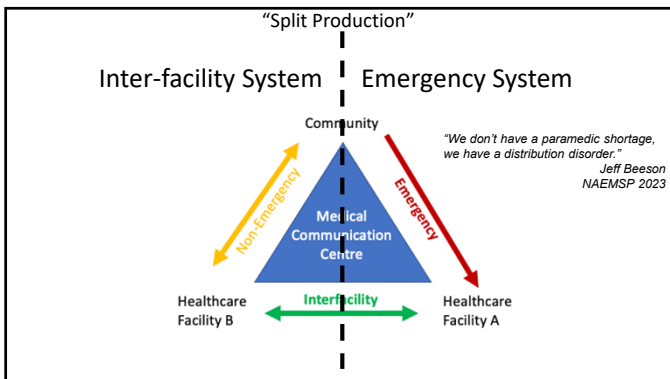 “Split Production”
Inter-facility System
Emergency System
Community
“We don’t have a paramedic shortage,
we have a distribution disorder.”
Jeff Beeson
NAEMSP 2023
Non-Emergency
Emergency
Medical
Communication
Centre
Healthcare
Facility B
Interfacility
Healthcare
Facility A